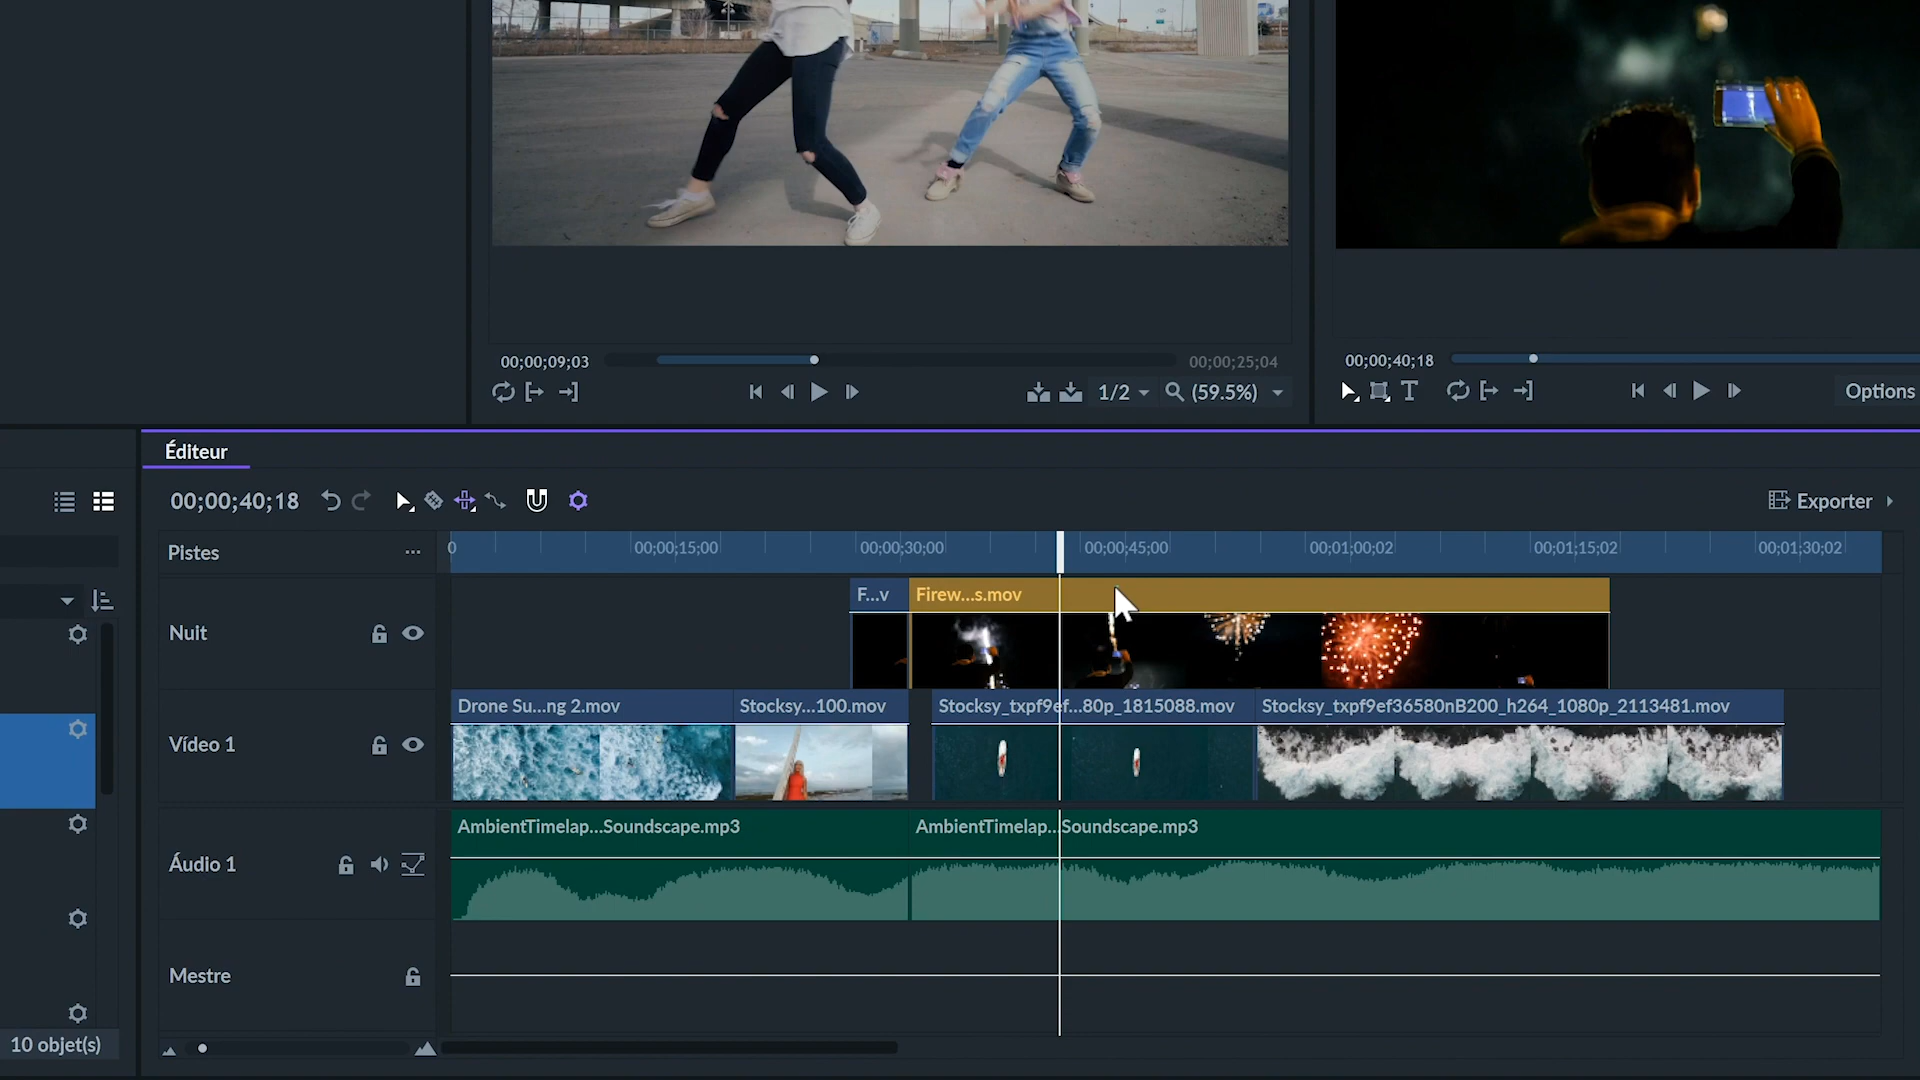 00;00;09;03
00;00;25;04
1/2
(59.5%)
00;00;40;18
Options
Éditeur
00;00;40;18
Exporter
Pistes
0
00;00;15;00
00;00;30;00
00;00;45;00
00;01;00;02
00;01;15;02
00;01;30;02
F...v
Firew...s.mov
Nuit
Drone Su...ng 2.mov
Stocksy...100.mov
Stocksy_txpf9ef...80p_1815088.mov
Stocksy_txpf9ef36580nB200_h264_1080p_2113481.mov
Vídeo 1
AmbientTimelap...Soundscape.mp3
AmbientTimelap...Soundscape.mp3
Áudio 1
Mestre
10 objet(s)